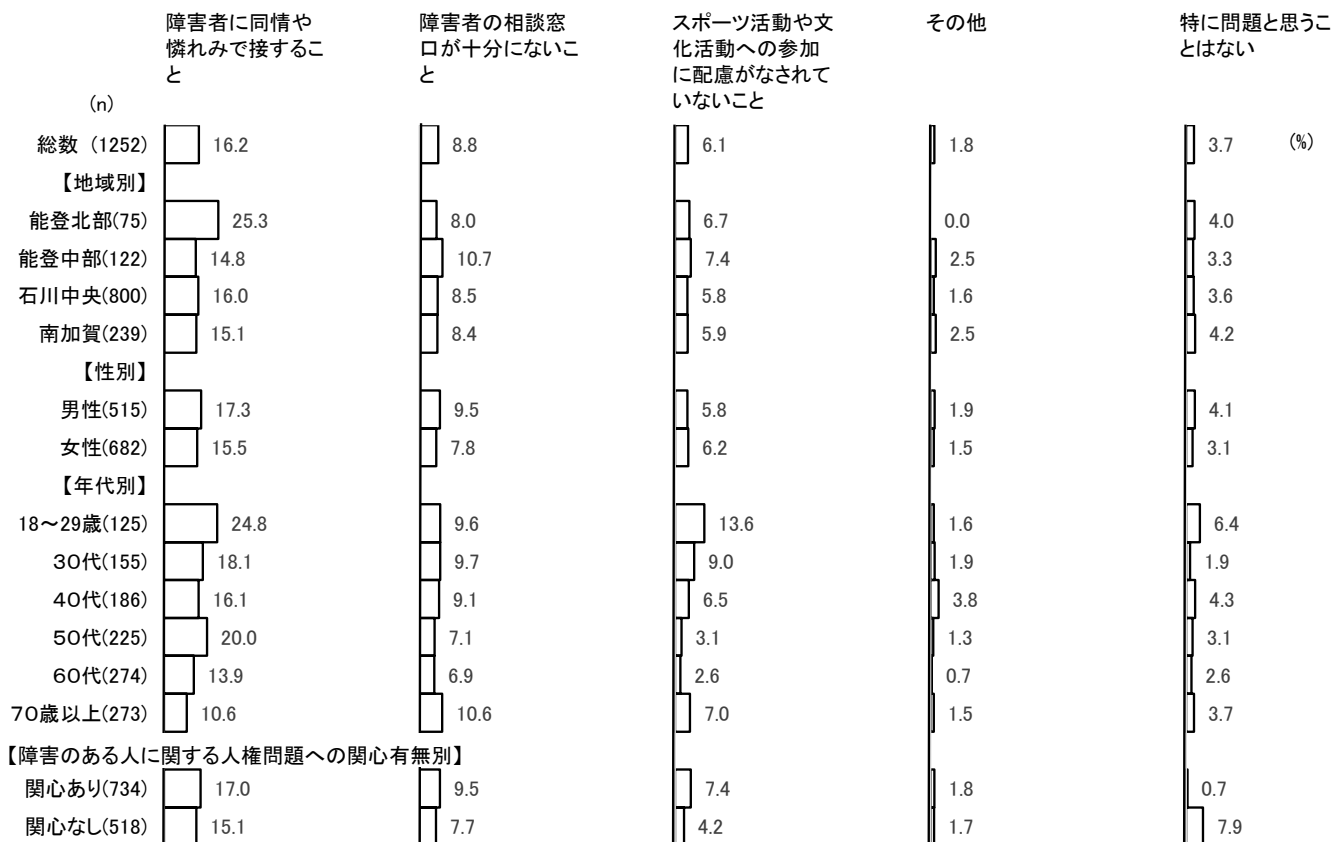 障害者に同情や
憐れみで接するこ
と
障害者の相談窓
口が十分にないこ
と
スポーツ活動や文
化活動への参加
に配慮がなされて
いないこと
その他
特に問題と思うこ
とはない
(n)
総数 (1252) 16.2 8.8 6.1 1.8 3.7 (%)
【地域別】
能登北部(75) 25.3 8.0 6.7 0.0 4.0
能登中部(122) 14.8 10.7 7.4 2.5 3.3
石川中央(800) 16.0 8.5 5.8 1.6 3.6
南加賀(239) 15.1 8.4 5.9 2.5 4.2
【性別】
男性(515) 17.3 9.5 5.8 1.9 4.1
女性(682) 15.5 7.8 6.2 1.5 3.1
【年代別】
18～29歳(125) 24.8 9.6 13.6 1.6 6.4
30代(155) 18.1 9.7 9.0 1.9 1.9
40代(186) 16.1 9.1 6.5 3.8 4.3
50代(225) 20.0 7.1 3.1 1.3 3.1
60代(274) 13.9 6.9 2.6 0.7 2.6
70歳以上(273) 10.6 10.6 7.0 1.5 3.7
【障害のある人に関する人権問題への関心有無別】
関心あり(734) 17.0 9.5 7.4 1.8 0.7
関心なし(518) 15.1 7.7 4.2 1.7 7.9